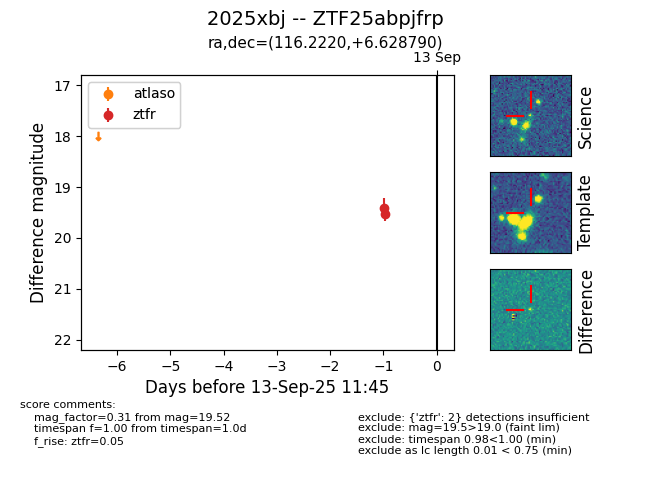 2025xbj -- ZTF25abpjfrp
ra,dec=(116.2220,+6.628790)
13 Sep
atlaso
ztfr
17
18
19
20
21
22
Difference magnitude
−6
−5
−4
−3
−2
−1
0
Days before 13-Sep-25 11:45
Science
Template
Difference
score comments:
mag_factor=0.31 from mag=19.52
timespan f=1.00 from timespan=1.0d
f_rise: ztfr=0.05
exclude: {'ztfr': 2} detections insufficient
exclude: mag=19.5>19.0 (faint lim)
exclude: timespan 0.98<1.00 (min)
exclude as lc length 0.01 < 0.75 (min)